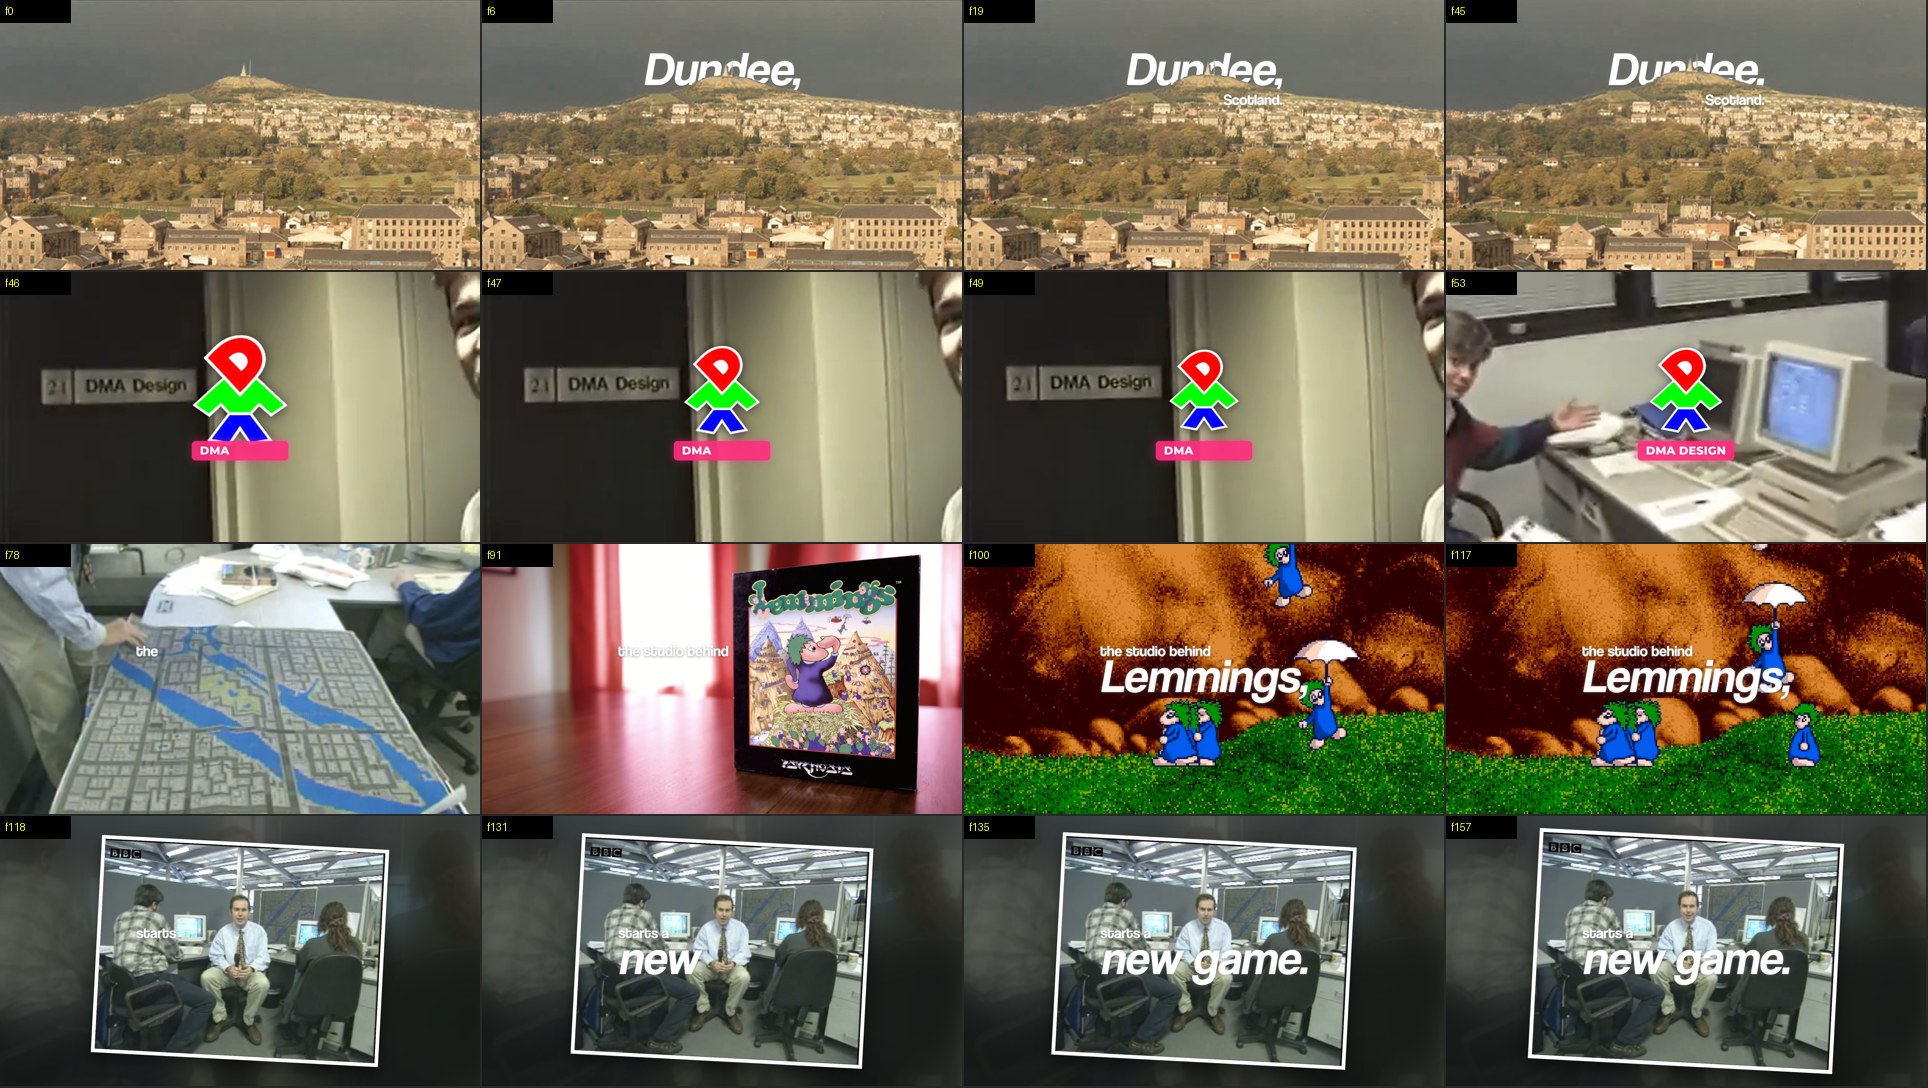 f0
f6
Dundee,
f19
Dundee,
Scotland.
f45
Dundee.
Scotland.
f46
21 DMA Design
DMA
f47
21 DMA Design
DMA
f49
21 DMA Design
DMA
f53
DMA DESIGN
f78
the
f91
the studio behind
Lemmings
PSYGNOSIS
f100
the studio behind
Lemmings,
f117
the studio behind
Lemmings,
f118
BBC
starts
f131
BBC
starts a
new
f135
BBC
starts a
new game.
f157
BBC
starts a
new game.